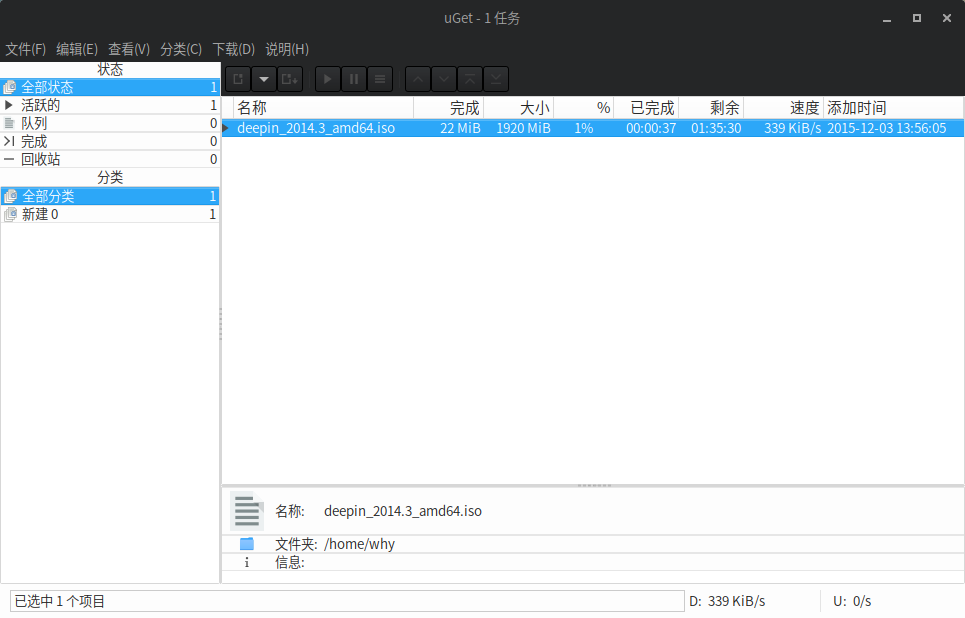 uGet - 1 任务
文件(F) 编辑(E) 查看(V) 分类(C) 下载(D) 说明(H)
状态
全部状态 1
活跃的 1
队列 0
完成 0
回收站 0
分类
全部分类 1
新建 0 1
名称 完成 大小 % 已完成 剩余 速度 添加时间
deepin_2014.3_amd64.iso 22 MiB 1920 MiB 1% 00:00:37 01:35:30 339 KiB/s 2015-12-03 13:56:05
名称: deepin_2014.3_amd64.iso
文件夹: /home/why
信息:
已选中 1 个项目 D: 339 KiB/s U: 0/s